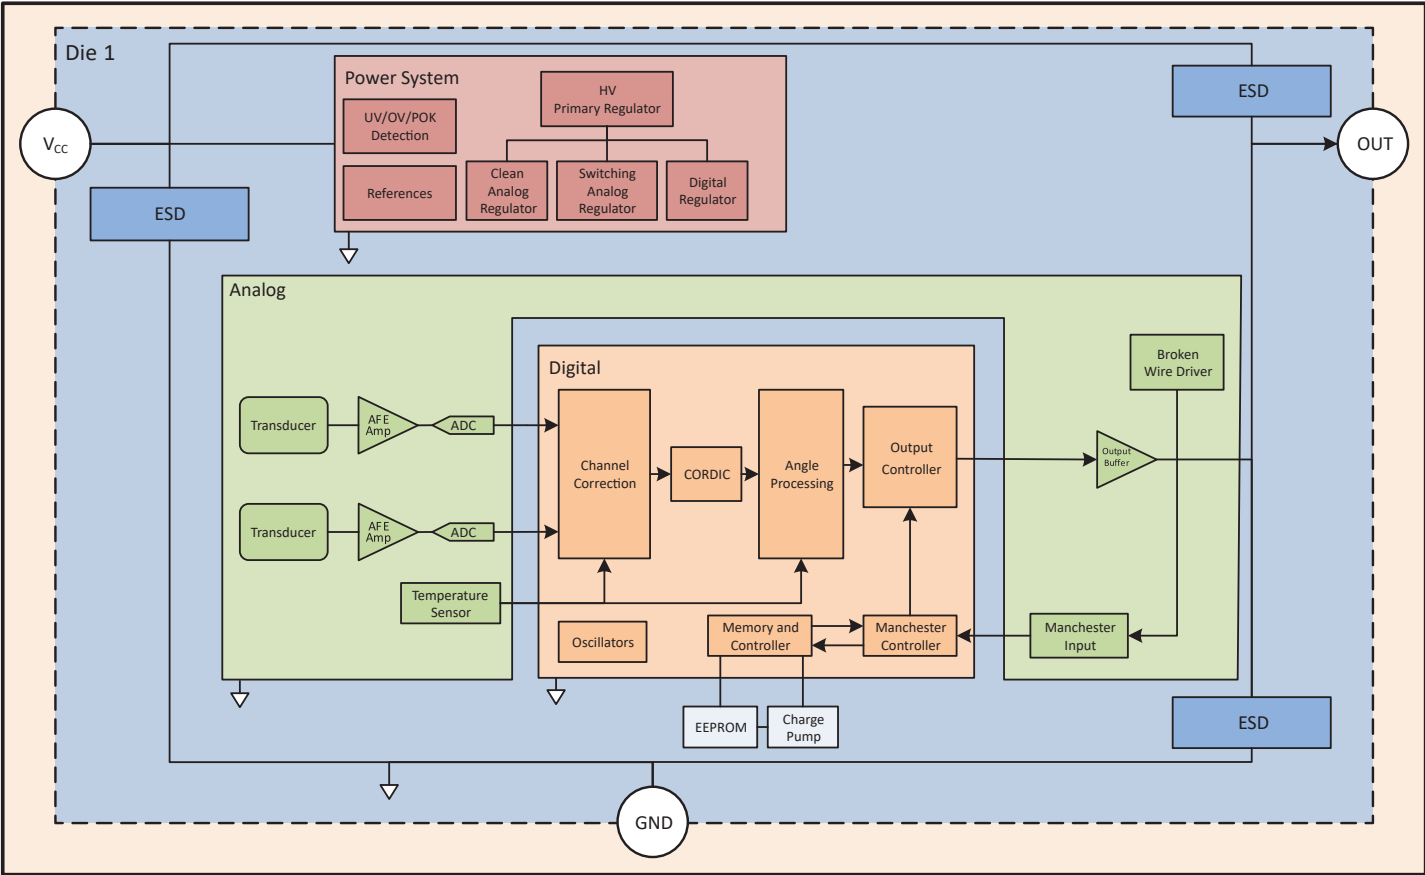 Die 1
Power System
UV/OV/POK
Detection
HV
Primary Regulator
References
Clean
Analog
Regulator
Switching
Analog
Regulator
Digital
Regulator
ESD
VCC
OUT
ESD
Analog
Digital
Broken
Wire Driver
Transducer
AFE
Amp
ADC
Channel
Correction
CORDIC
Angle
Processing
Output
Controller
Output
Buffer
Transducer
AFE
Amp
ADC
Temperature
Sensor
Oscillators
Memory and
Controller
Manchester
Controller
Manchester
Input
EEPROM
Charge
Pump
ESD
GND